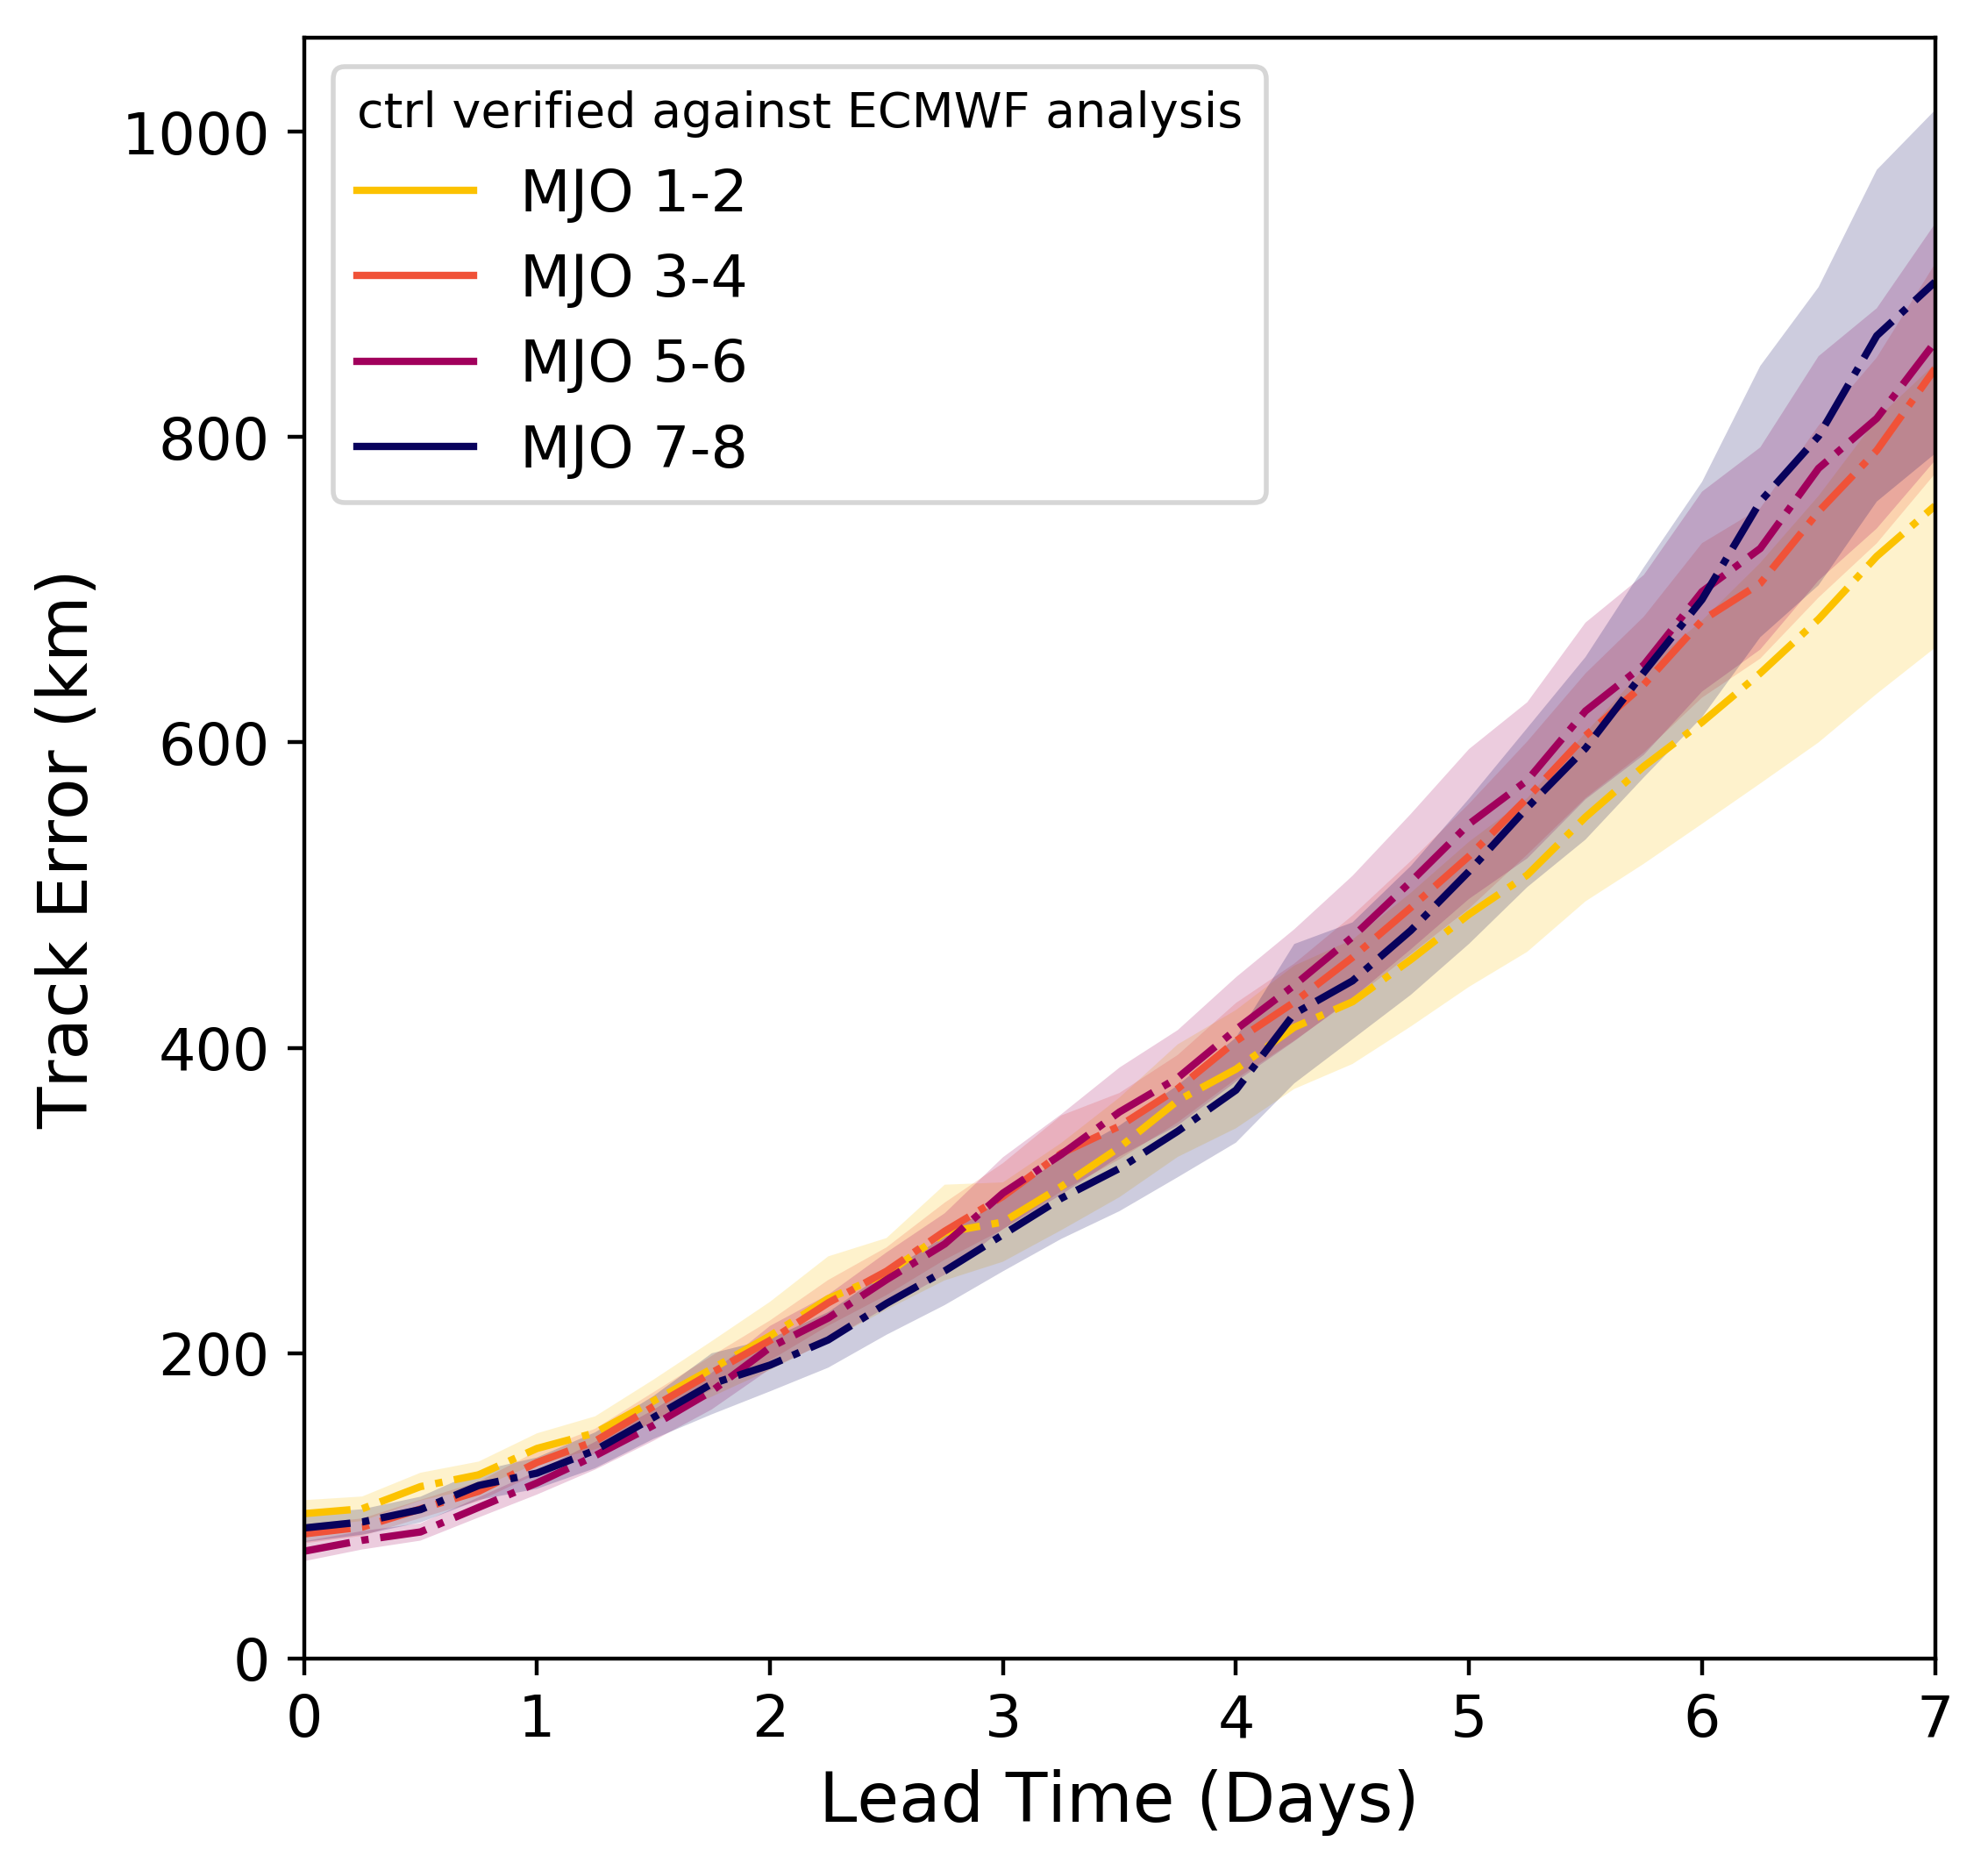 ctrl verified against ECMWF analysis
MJO 1-2
MJO 3-4
MJO 5-6
MJO 7-8
Track Error (km)
1000
800
600
400
200
0
0 1 2 3 4 5 6 7
Lead Time (Days)